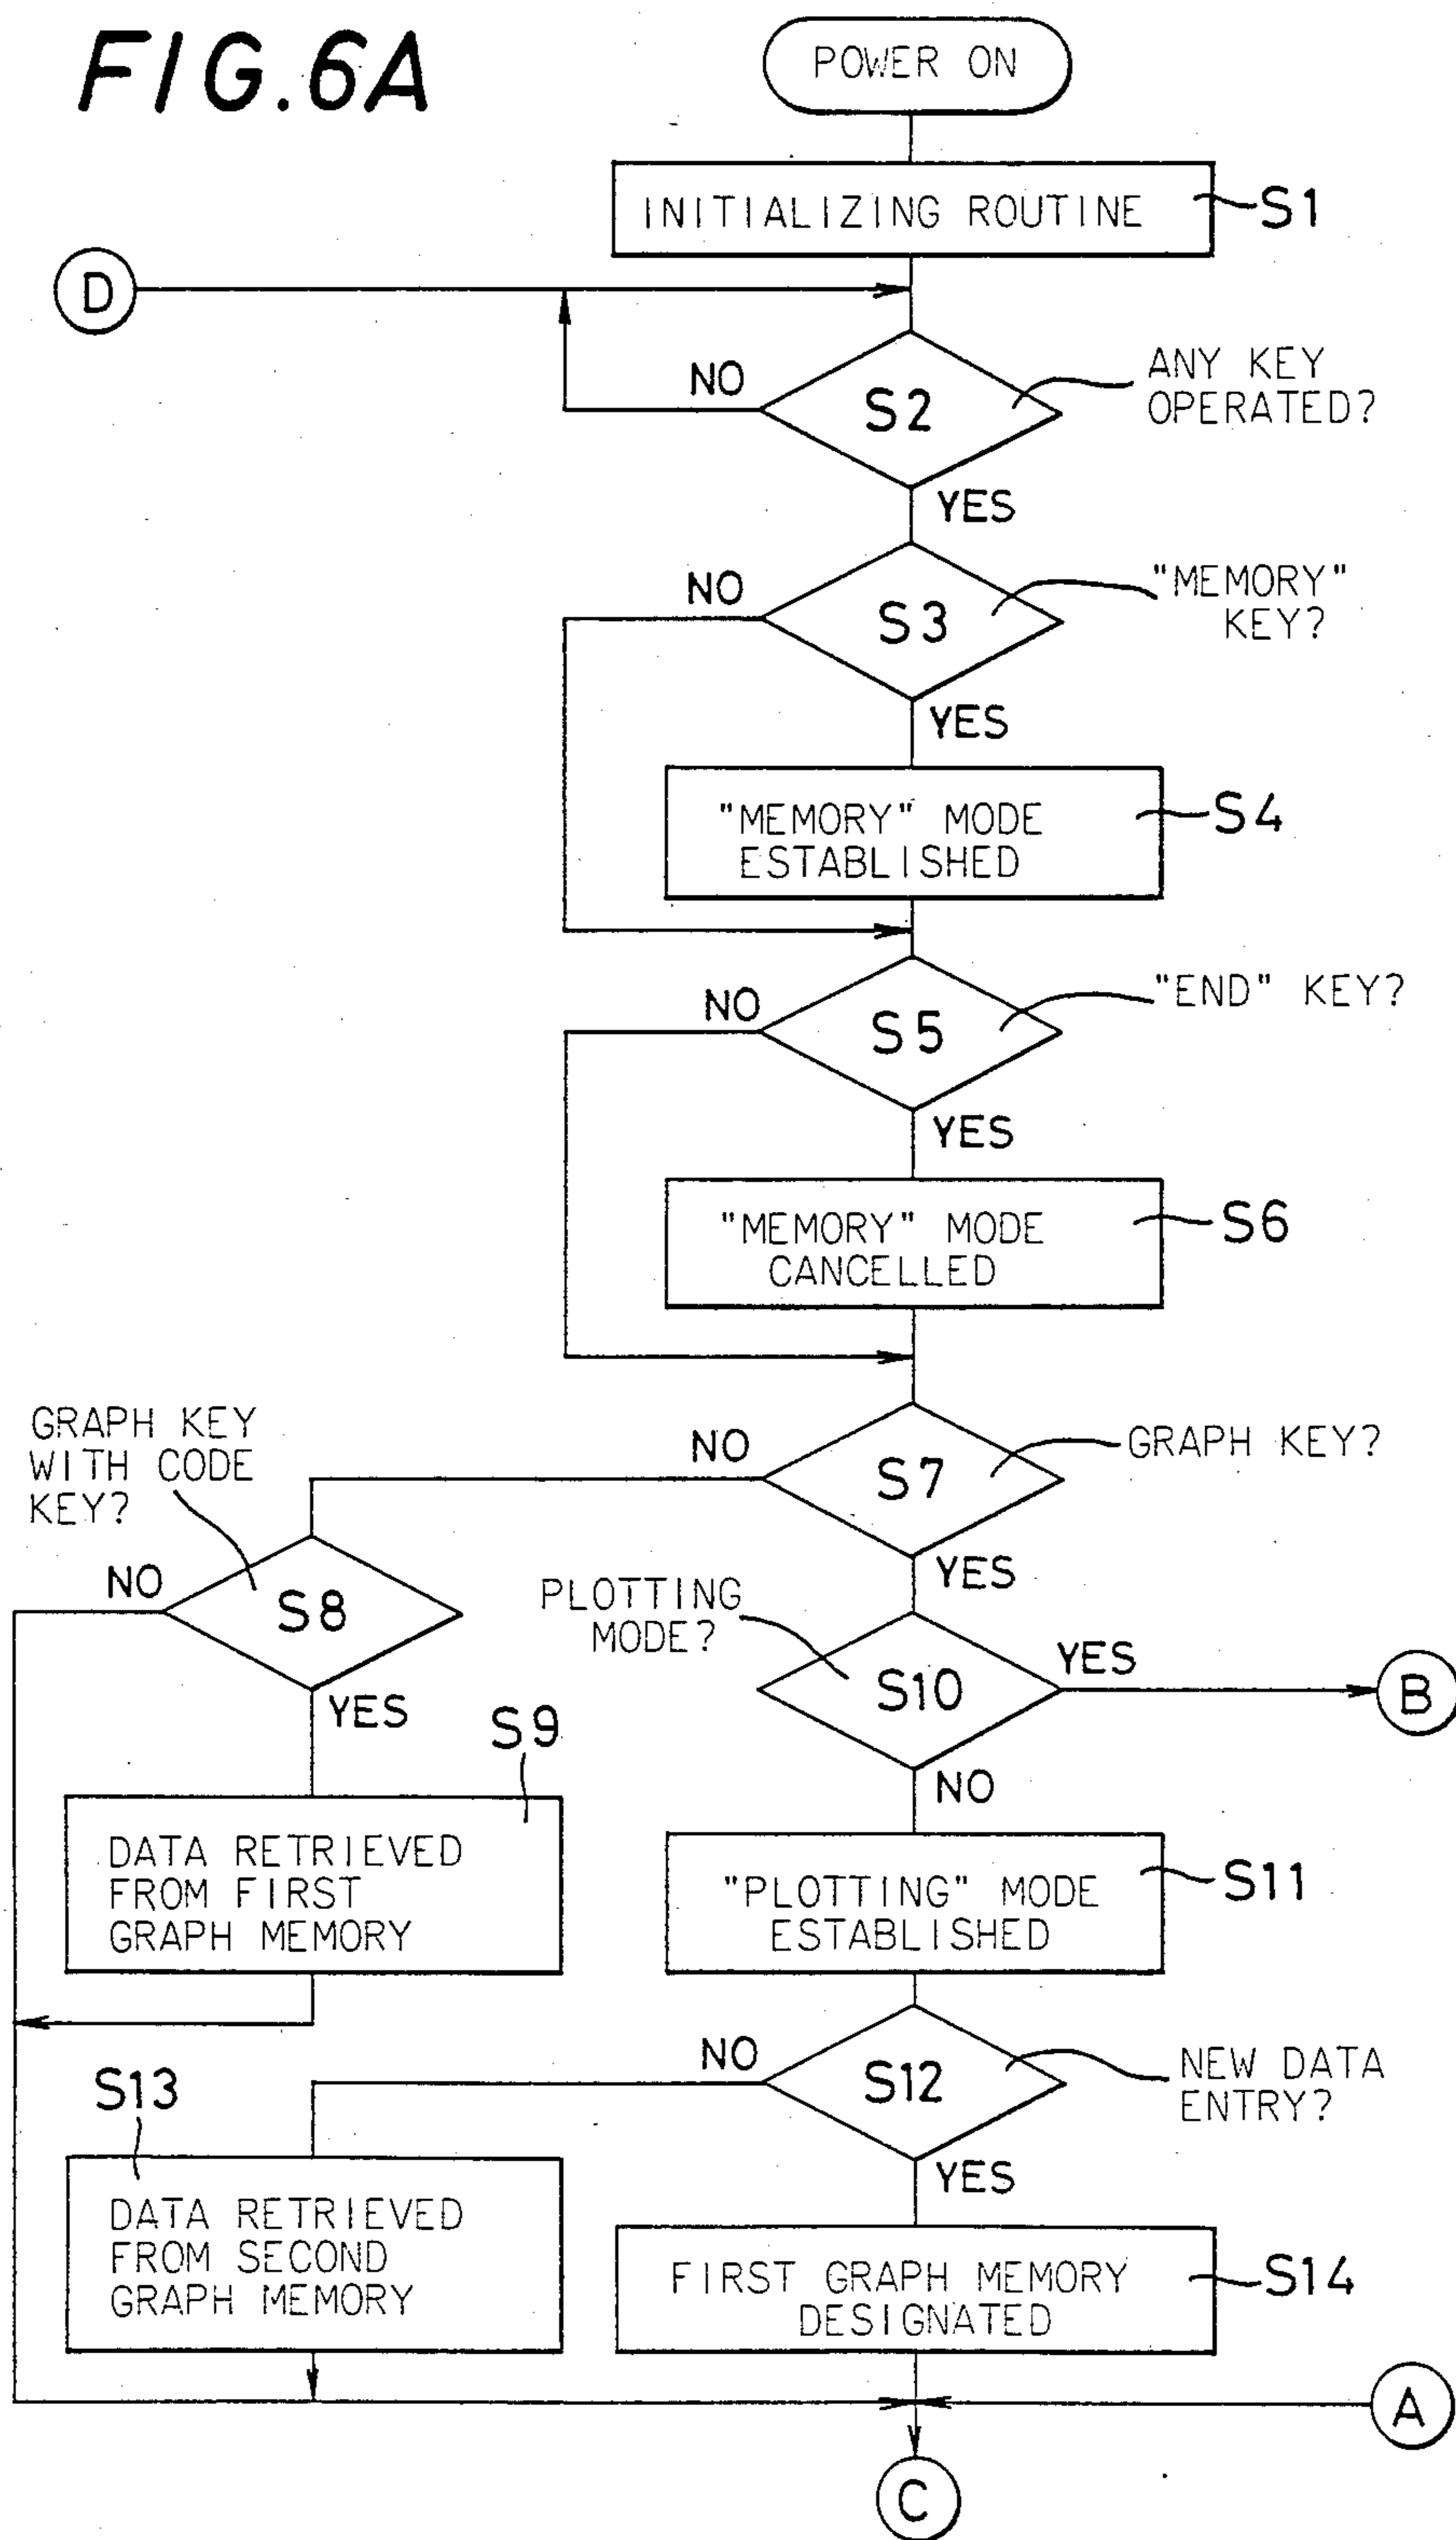 FIG.6A
POWER ON
INITIALIZING ROUTINE
S1
D
NO
S2
ANY KEY
OPERATED?
YES
NO
S3
"MEMORY"
KEY?
YES
"MEMORY" MODE
ESTABLISHED
S4
NO
S5
"END" KEY?
YES
"MEMORY" MODE
CANCELLED
S6
GRAPH KEY
WITH CODE
KEY?
NO
S7
GRAPH KEY?
YES
NO
S8
YES
PLOTTING
MODE?
S10
YES
B
NO
S9
DATA RETRIEVED
FROM FIRST
GRAPH MEMORY
"PLOTTING" MODE
ESTABLISHED
S11
NO
S12
NEW DATA
ENTRY?
YES
S13
DATA RETRIEVED
FROM SECOND
GRAPH MEMORY
FIRST GRAPH MEMORY
DESIGNATED
S14
A
C